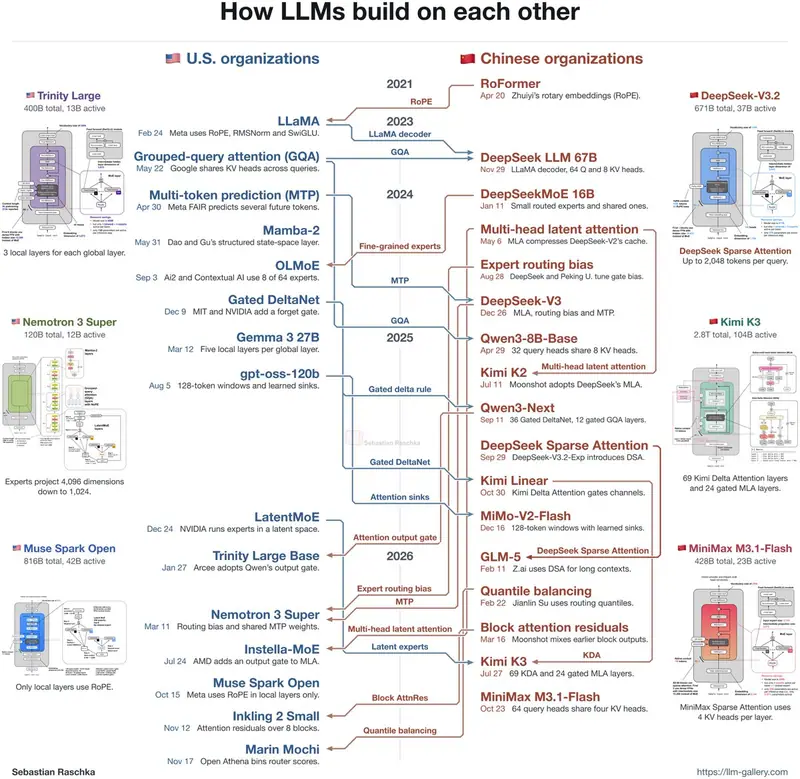 How LLMs build on each other
U.S. organizations
Chinese organizations
Trinity Large
400B total, 13B active
3 local layers for each global layer.
Nemotron 3 Super
120B total, 12B active
Mamba-2 layers
LatentMoE
Experts project 4,096 dimensions
down to 1,024.
Muse Spark Open
816B total, 42B active
Only local layers use RoPE.
2021
RoFormer
Apr 20 Zhuiyi's rotary embeddings (RoPE).
RoPE
LLaMA
Feb 24 Meta uses RoPE, RMSNorm and SwiGLU.
2023
LLaMA decoder
Grouped-query attention (GQA)
May 22 Google shares KV heads across queries.
GQA
DeepSeek LLM 67B
Nov 29 LLaMA decoder, 64 Q and 8 KV heads.
Multi-token prediction (MTP)
Apr 30 Meta FAIR predicts several future tokens.
2024
DeepSeekMoE 16B
Jan 11 Small routed experts and shared ones.
Mamba-2
May 31 Dao and Gu's structured state-space layer.
Multi-head latent attention
May 6 MLA compresses DeepSeek-V2's cache.
Fine-grained experts
OLMoE
Sep 3 Ai2 and Contextual AI use 8 of 64 experts.
Expert routing bias
Aug 28 DeepSeek and Peking U. tune gate bias.
MTP
Gated DeltaNet
Dec 9 MIT and NVIDIA add a forget gate.
DeepSeek-V3
Dec 26 MLA, routing bias and MTP.
GQA
Gemma 3 27B
Mar 12 Five local layers per global layer.
2025
Qwen3-8B-Base
Apr 29 32 query heads share 8 KV heads.
Multi-head latent attention
gpt-oss-120b
Aug 5 128-token windows and learned sinks.
Kimi K2
Jul 11 Moonshot adopts DeepSeek's MLA.
Gated delta rule
Qwen3-Next
Sep 11 36 Gated DeltaNet, 12 gated GQA layers.
Sebastian Raschka
DeepSeek Sparse Attention
Sep 29 DeepSeek-V3.2-Exp introduces DSA.
Gated DeltaNet
Kimi Linear
Oct 30 Kimi Delta Attention gates channels.
Attention sinks
LatentMoE
Dec 24 NVIDIA runs experts in a latent space.
MiMo-V2-Flash
Dec 16 128-token windows with learned sinks.
Attention output gate
Trinity Large Base
Jan 27 Arcee adopts Qwen's output gate.
2026
GLM-5
DeepSeek Sparse Attention
Feb 11 Z.ai uses DSA for long contexts.
Expert routing bias
MTP
Quantile balancing
Feb 22 Jianlin Su uses routing quantiles.
Nemotron 3 Super
Mar 11 Routing bias and shared MTP weights.
Multi-head latent attention
Block attention residuals
Mar 16 Moonshot mixes earlier block outputs.
Instella-MoE
Jul 24 AMD adds an output gate to MLA.
Latent experts
KDA
Kimi K3
Jul 27 69 KDA and 24 gated MLA layers.
Muse Spark Open
Oct 15 Meta uses RoPE in local layers only.
MiniMax M3.1-Flash
Oct 23 64 query heads share four KV heads.
Block AttnRes
Inkling 2 Small
Nov 12 Attention residuals over 8 blocks.
Quantile balancing
Marin Mochi
Nov 17 Open Athena bins router scores.
DeepSeek-V3.2
671B total, 37B active
DeepSeek Sparse Attention
Up to 2,048 tokens per query.
Kimi K3
2.8T total, 104B active
69 Kimi Delta Attention layers
and 24 gated MLA layers.
MiniMax M3.1-Flash
428B total, 23B active
MiniMax Sparse Attention uses
4 KV heads per layer.
Sebastian Raschka
https://llm-gallery.com